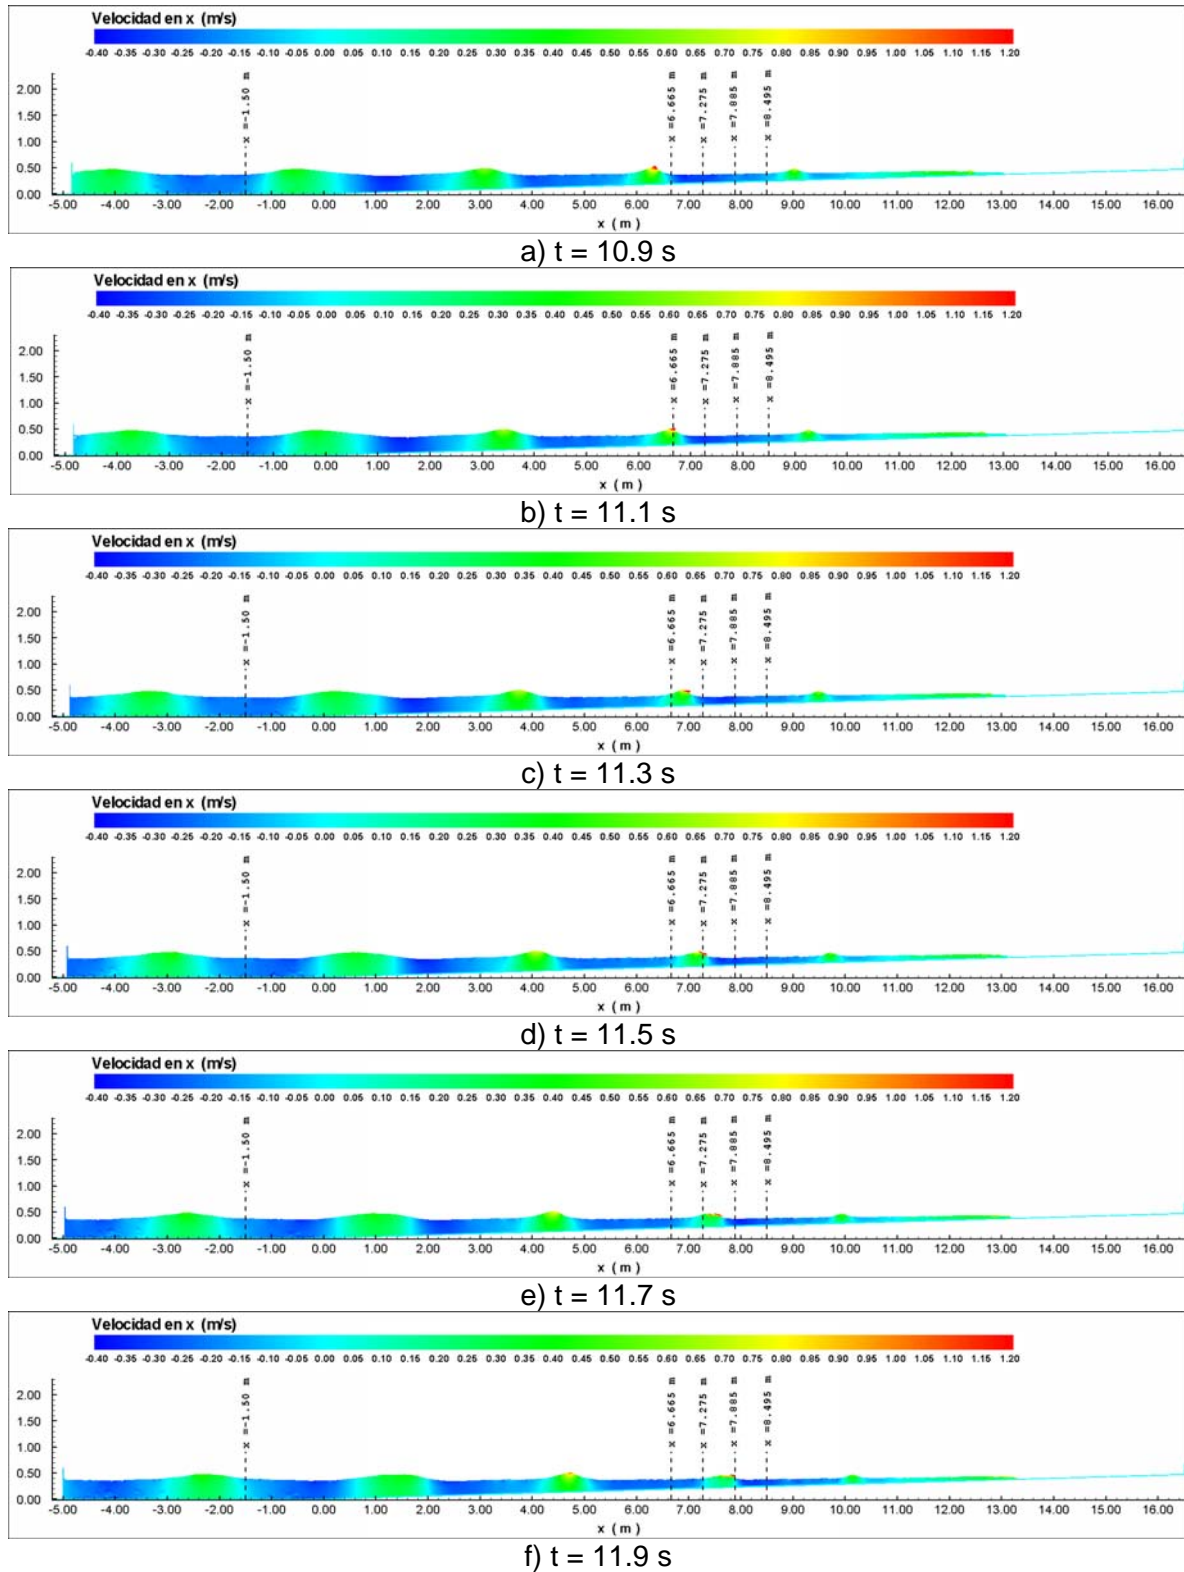 Velocidad en x (m/s)
-0.40 -0.35 -0.30 -0.25 -0.20 -0.15 -0.10 -0.05 0.00 0.05 0.10 0.15 0.20 0.25 0.30 0.35 0.40 0.45 0.50 0.55 0.60 0.65 0.70 0.75 0.80 0.85 0.90 0.95 1.00 1.05 1.10 1.15 1.20
x =-1.50 m
x =6.665 m
x =7.275 m
x =7.885 m
x =8.495 m
2.00
1.50
1.00
0.50
0.00
-5.00 -4.00 -3.00 -2.00 -1.00 0.00 1.00 2.00 3.00 4.00 5.00 6.00 7.00 8.00 9.00 10.00 11.00 12.00 13.00 14.00 15.00 16.00
x (m)
a) t = 10.9 s
Velocidad en x (m/s)
-0.40 -0.35 -0.30 -0.25 -0.20 -0.15 -0.10 -0.05 0.00 0.05 0.10 0.15 0.20 0.25 0.30 0.35 0.40 0.45 0.50 0.55 0.60 0.65 0.70 0.75 0.80 0.85 0.90 0.95 1.00 1.05 1.10 1.15 1.20
x =-1.50 m
x =6.665 m
x =7.275 m
x =7.885 m
x =8.495 m
2.00
1.50
1.00
0.50
0.00
-5.00 -4.00 -3.00 -2.00 -1.00 0.00 1.00 2.00 3.00 4.00 5.00 6.00 7.00 8.00 9.00 10.00 11.00 12.00 13.00 14.00 15.00 16.00
x (m)
b) t = 11.1 s
Velocidad en x (m/s)
-0.40 -0.35 -0.30 -0.25 -0.20 -0.15 -0.10 -0.05 0.00 0.05 0.10 0.15 0.20 0.25 0.30 0.35 0.40 0.45 0.50 0.55 0.60 0.65 0.70 0.75 0.80 0.85 0.90 0.95 1.00 1.05 1.10 1.15 1.20
x =-1.50 m
x =6.665 m
x =7.275 m
x =7.885 m
x =8.495 m
2.00
1.50
1.00
0.50
0.00
-5.00 -4.00 -3.00 -2.00 -1.00 0.00 1.00 2.00 3.00 4.00 5.00 6.00 7.00 8.00 9.00 10.00 11.00 12.00 13.00 14.00 15.00 16.00
x (m)
c) t = 11.3 s
Velocidad en x (m/s)
-0.40 -0.35 -0.30 -0.25 -0.20 -0.15 -0.10 -0.05 0.00 0.05 0.10 0.15 0.20 0.25 0.30 0.35 0.40 0.45 0.50 0.55 0.60 0.65 0.70 0.75 0.80 0.85 0.90 0.95 1.00 1.05 1.10 1.15 1.20
x =-1.50 m
x =6.665 m
x =7.275 m
x =7.885 m
x =8.495 m
2.00
1.50
1.00
0.50
0.00
-5.00 -4.00 -3.00 -2.00 -1.00 0.00 1.00 2.00 3.00 4.00 5.00 6.00 7.00 8.00 9.00 10.00 11.00 12.00 13.00 14.00 15.00 16.00
x (m)
d) t = 11.5 s
Velocidad en x (m/s)
-0.40 -0.35 -0.30 -0.25 -0.20 -0.15 -0.10 -0.05 0.00 0.05 0.10 0.15 0.20 0.25 0.30 0.35 0.40 0.45 0.50 0.55 0.60 0.65 0.70 0.75 0.80 0.85 0.90 0.95 1.00 1.05 1.10 1.15 1.20
x =-1.50 m
x =6.665 m
x =7.275 m
x =7.885 m
x =8.495 m
2.00
1.50
1.00
0.50
0.00
-5.00 -4.00 -3.00 -2.00 -1.00 0.00 1.00 2.00 3.00 4.00 5.00 6.00 7.00 8.00 9.00 10.00 11.00 12.00 13.00 14.00 15.00 16.00
x (m)
e) t = 11.7 s
Velocidad en x (m/s)
-0.40 -0.35 -0.30 -0.25 -0.20 -0.15 -0.10 -0.05 0.00 0.05 0.10 0.15 0.20 0.25 0.30 0.35 0.40 0.45 0.50 0.55 0.60 0.65 0.70 0.75 0.80 0.85 0.90 0.95 1.00 1.05 1.10 1.15 1.20
x =-1.50 m
x =6.665 m
x =7.275 m
x =7.885 m
x =8.495 m
2.00
1.50
1.00
0.50
0.00
-5.00 -4.00 -3.00 -2.00 -1.00 0.00 1.00 2.00 3.00 4.00 5.00 6.00 7.00 8.00 9.00 10.00 11.00 12.00 13.00 14.00 15.00 16.00
x (m)
f) t = 11.9 s